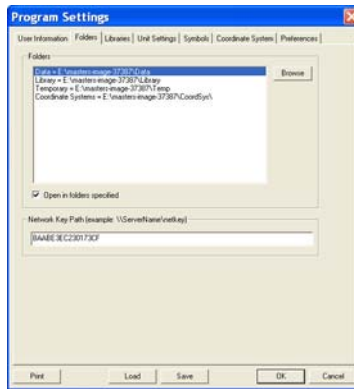 Program Settings
User Information Folders Libraries Unit Settings Symbols Coordinate System Preferences
Folders
Data = E:\masters-image-37387\Data
Library = E:\masters-image-37387\Library
Temporary = E:\masters-image-37387\Temp
Coordinate Systems = E:\masters-image-37387\CoordSys\
Browse
Open in folders specified
Network Key Path (example: \\ServerName\netkey)
8AABE3EC230173CF
Print Load Save OK Cancel